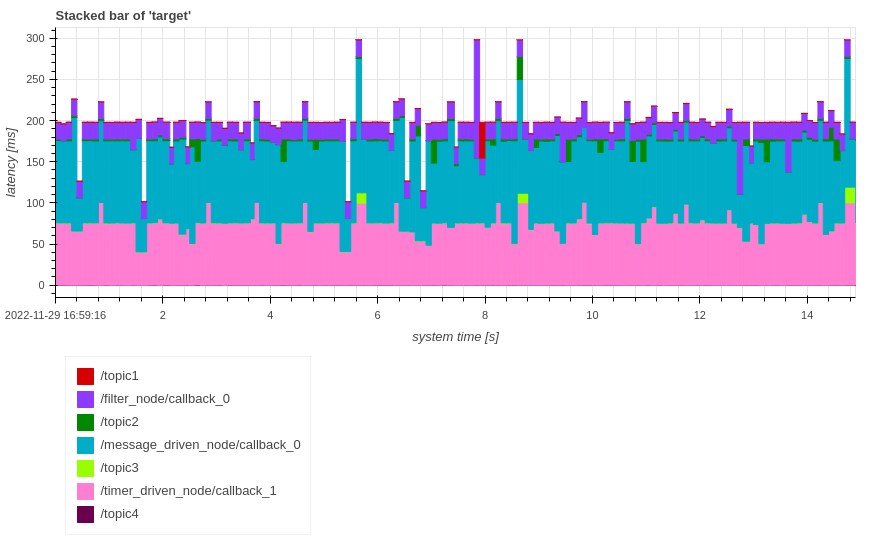 Stacked bar of 'target'
300
250
200
150
100
50
0
latency [ms]
2022-11-29 16:59:16 2 4 6 8 10 12 14
system time [s]
/topic1
/filter_node/callback_0
/topic2
/message_driven_node/callback_0
/topic3
/timer_driven_node/callback_1
/topic4